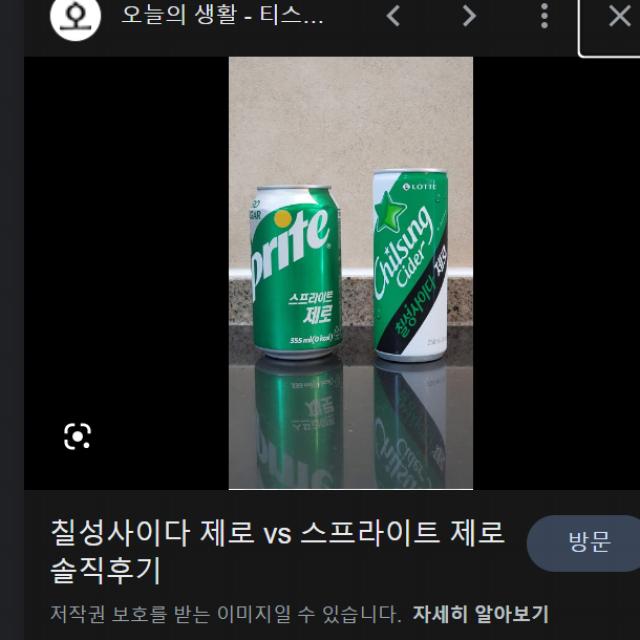 오늘의 생활 - 티스...
LOTTE
Sprite
Chilsung
Cider
스프라이트
제로
칠성사이다 제로
355 ml(0 kcal)
칠성사이다 제로 vs 스프라이트 제로
솔직후기
방문
저작권 보호를 받는 이미지일 수 있습니다. 자세히 알아보기